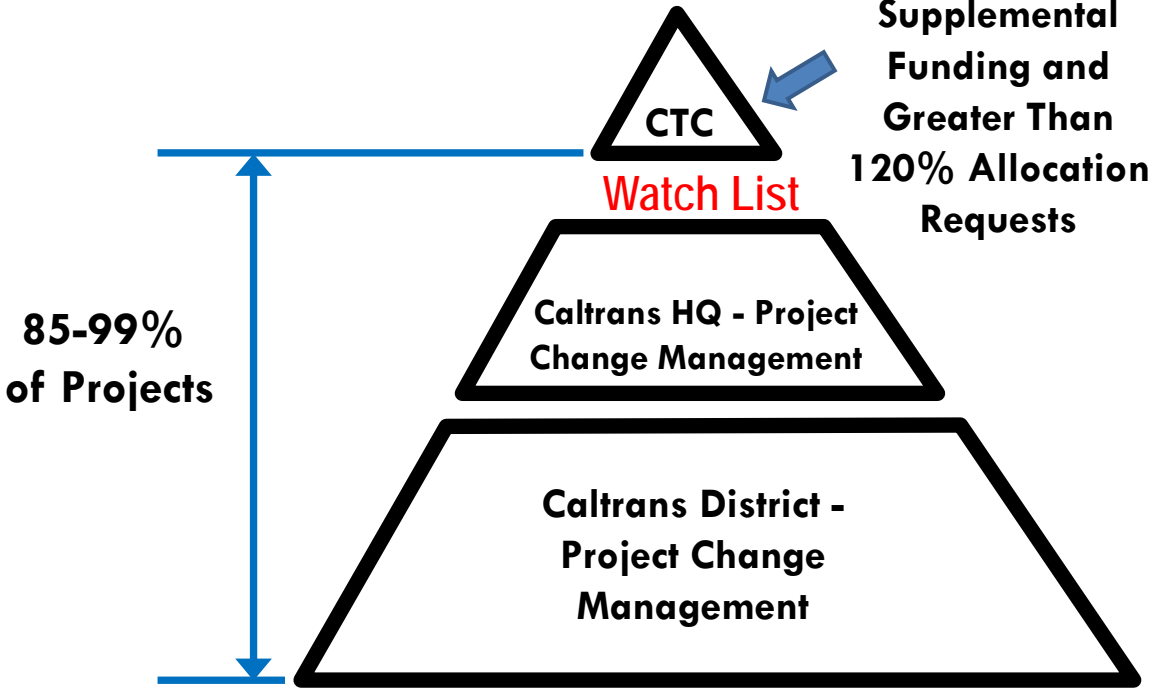 Supplemental
Funding and
Greater Than
120% Allocation
Requests
CTC
Watch List
85-99%
of Projects
Caltrans HQ - Project
Change Management
Caltrans District -
Project Change
Management